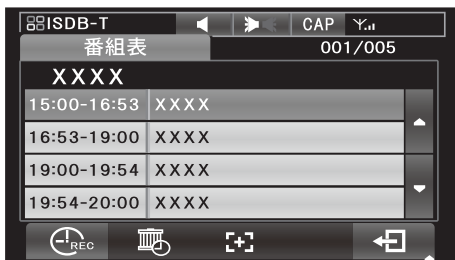 ISDB-T CAP
番組表 001/005
XXXX
15:00-16:53 XXXX
16:53-19:00 XXXX
19:00-19:54 XXXX
19:54-20:00 XXXX
REC